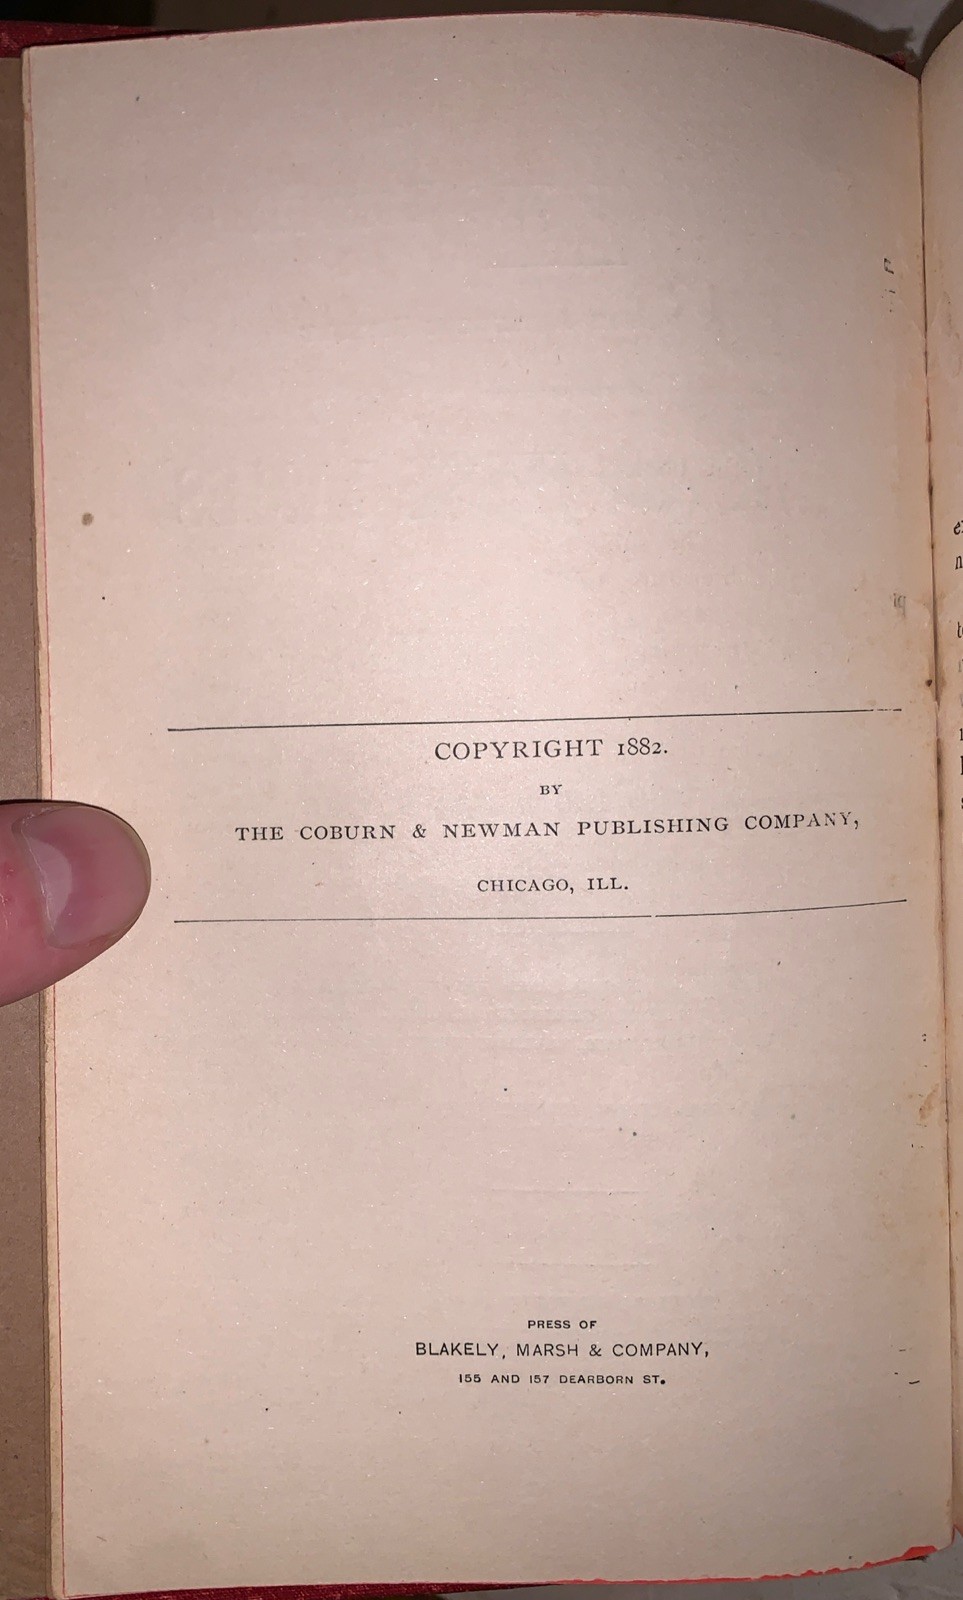 COPYRIGHT 1882.
BY
THE COBURN & NEWMAN PUBLISHING COMPANY,
CHICAGO, ILL.
PRESS OF
BLAKELY, MARSH & COMPANY,
155 AND 157 DEARBORN ST.